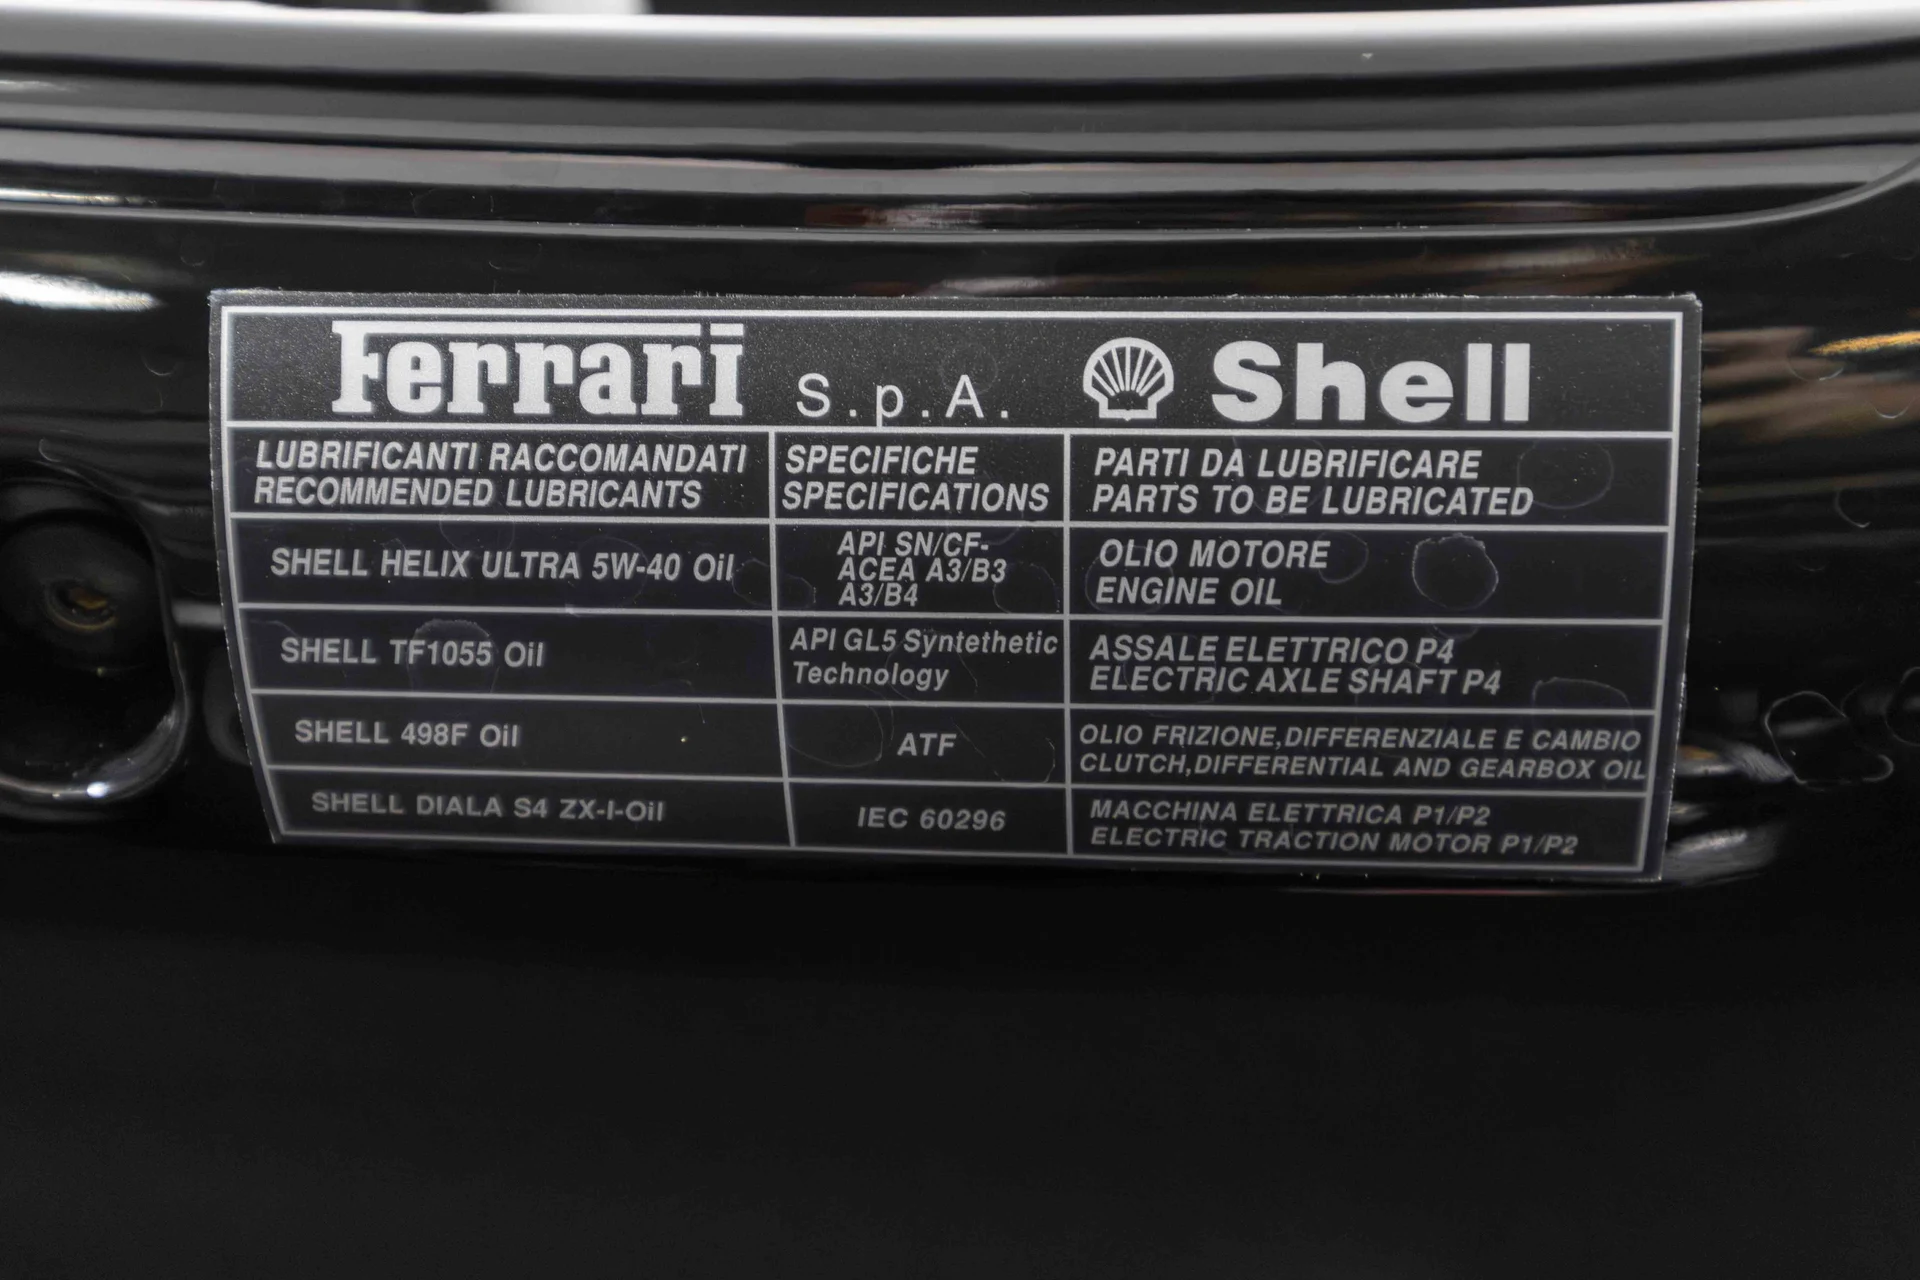 Ferrari S.p.A. Shell
LUBRIFICANTI RACCOMANDATI
RECOMMENDED LUBRICANTS
SPECIFICHE
SPECIFICATIONS
PARTI DA LUBRIFICARE
PARTS TO BE LUBRICATED
SHELL HELIX ULTRA 5W-40 Oil
API SN/CF-
ACEA A3/B3
A3/B4
OLIO MOTORE
ENGINE OIL
SHELL TF1055 Oil
API GL5 Syntethetic
Technology
ASSALE ELETTRICO P4
ELECTRIC AXLE SHAFT P4
SHELL 498F Oil
ATF
OLIO FRIZIONE,DIFFERENZIALE E CAMBIO
CLUTCH,DIFFERENTIAL AND GEARBOX OIL
SHELL DIALA S4 ZX-I-Oil
IEC 60296
MACCHINA ELETTRICA P1/P2
ELECTRIC TRACTION MOTOR P1/P2